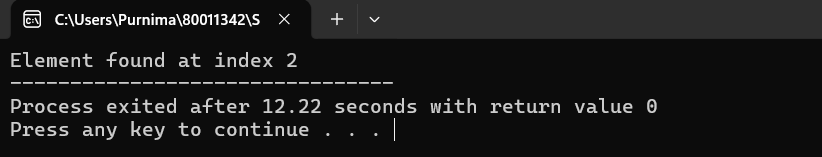 C:\Users\Purnima\80011342\S
Element found at index 2
--------------------------------
Process exited after 12.22 seconds with return value 0
Press any key to continue . . .